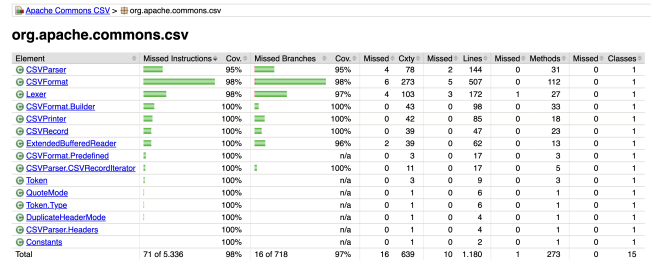 Apache Commons CSV > org.apache.commons.csv
org.apache.commons.csv
Element Missed Instructions Cov. Missed Branches Cov. Missed Cxty Missed Lines Missed Methods Missed Classes
CSVParser 95% 95% 4 78 2 144 0 31 0 1
CSVFormat 98% 98% 6 273 5 507 0 112 0 1
Lexer 98% 97% 4 103 3 172 1 27 0 1
CSVFormat.Builder 100% 100% 0 43 0 98 0 33 0 1
CSVPrinter 100% 100% 0 42 0 85 0 18 0 1
CSVRecord 100% 100% 0 39 0 47 0 23 0 1
ExtendedBufferedReader 100% 96% 2 39 0 62 0 13 0 1
CSVFormat.Predefined 100% n/a 0 3 0 17 0 3 0 1
CSVParser.CSVRecordIterator 100% 100% 0 11 0 17 0 5 0 1
Token 100% n/a 0 3 0 9 0 3 0 1
QuoteMode 100% n/a 0 1 0 6 0 1 0 1
Token.Type 100% n/a 0 1 0 6 0 1 0 1
DuplicateHeaderMode 100% n/a 0 1 0 4 0 1 0 1
CSVParser.Headers 100% n/a 0 1 0 4 0 1 0 1
Constants 100% n/a 0 1 0 2 0 1 0 1
Total 71 of 5.336 98% 16 of 718 97% 16 639 10 1.180 1 273 0 15